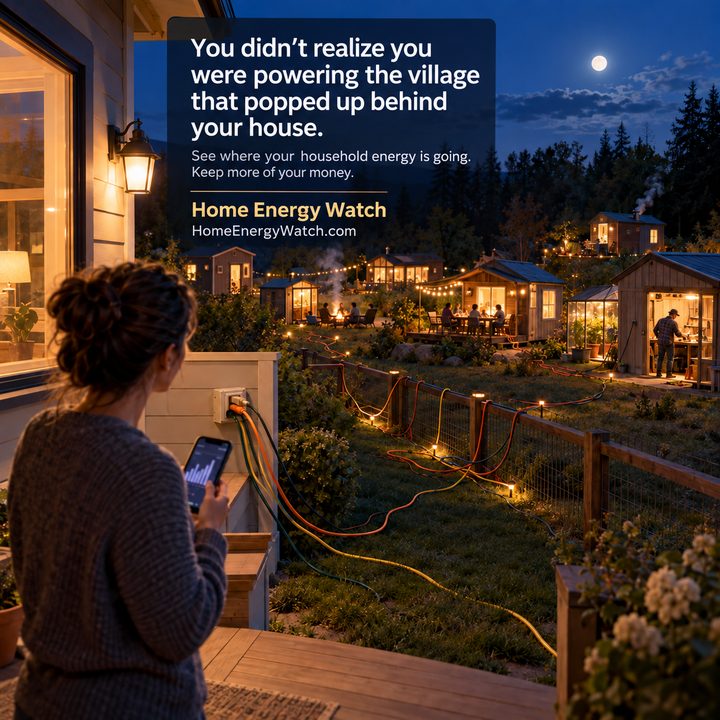 You didn't realize you
were powering the village
that popped up behind
your house.
See where your household energy is going.
Keep more of your money.
Home Energy Watch
HomeEnergyWatch.com